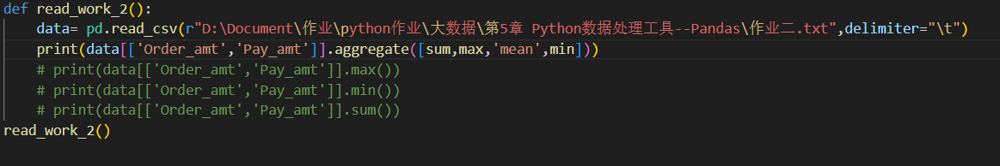 def read_work_2():
    data= pd.read_csv(r"D:\Document\作业\python作业\大数据\第5章 Python数据处理工具--Pandas\作业二.txt",delimiter="\t")
    print(data[['Order_amt','Pay_amt']].aggregate([sum,max,'mean',min]))
    # print(data[['Order_amt','Pay_amt']].max())
    # print(data[['Order_amt','Pay_amt']].min())
    # print(data[['Order_amt','Pay_amt']].sum())
read_work_2()